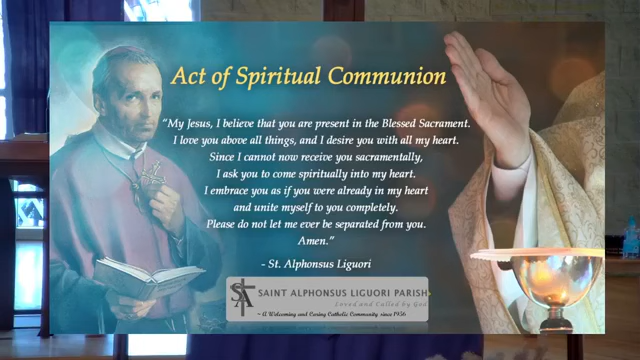 Act of Spiritual Communion
“My Jesus, I believe that you are present in the Blessed Sacrament.
I love you above all things, and I desire you with all my heart.
Since I cannot now receive you sacramentally,
I ask you to come spiritually into my heart.
I embrace you as if you were already in my heart
and unite myself to you completely.
Please do not let me ever be separated from you.
Amen.”
- St. Alphonsus Liguori
SA SAINT ALPHONSUS LIGUORI PARISH
Loved and Called by God
~ A Welcoming and Caring Catholic Community since 1956